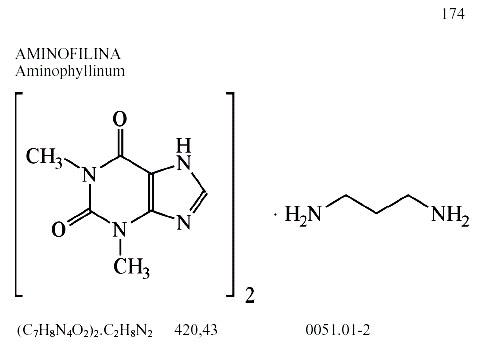 174
AMINOFILINA
Aminophyllinum
O
H
CH₃
N
N
O
N
N
CH₃
2
· H₂N
NH₂
(C₇H₈N₄O₂)₂.C₂H₈N₂ 420,43 0051.01-2